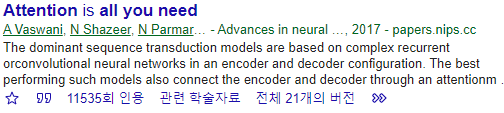 Attention is all you need
A Vaswani, N Shazeer, N Parmar… - Advances in neural …, 2017 - papers.nips.cc
The dominant sequence transduction models are based on complex recurrent
orconvolutional neural networks in an encoder and decoder configuration. The best
performing such models also connect the encoder and decoder through an attentionm .
11535회 인용 관련 학술자료 전체 21개의 버전